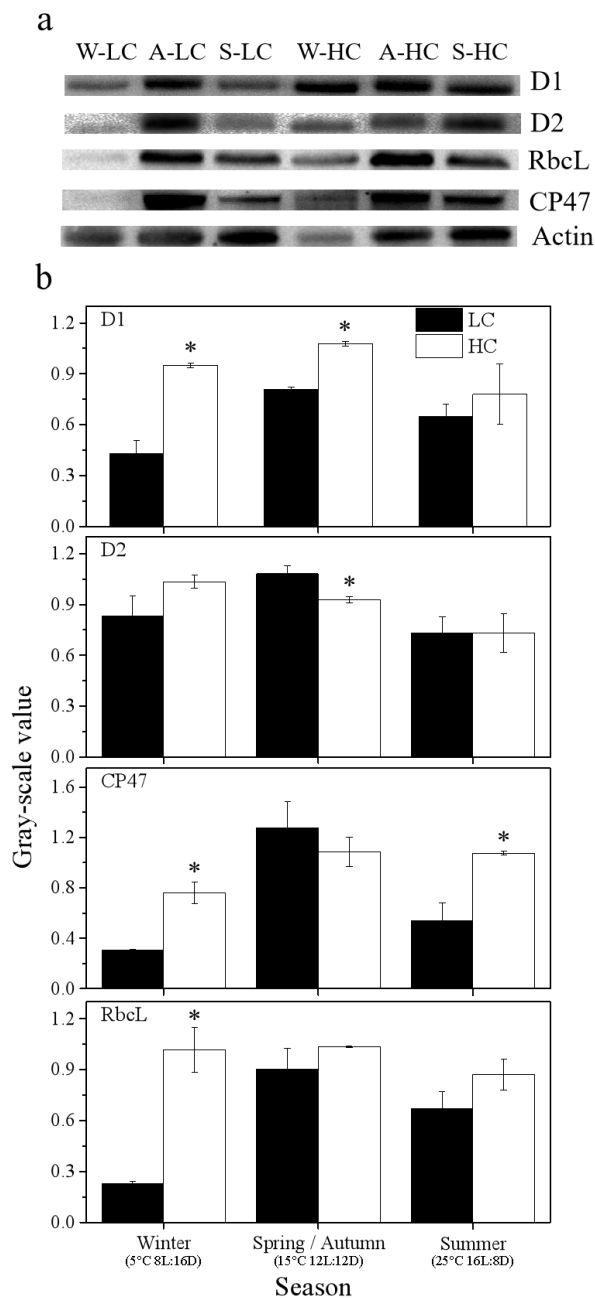 a
W-LC A-LC S-LC W-HC A-HC S-HC
D1
D2
RbcL
CP47
Actin
b
D1
LC
HC
1.2
0.9
0.6
0.3
0.0
*
*
D2
1.2
0.9
0.6
0.3
0.0
*
CP47
1.6
1.2
0.8
0.4
0.0
*
*
RbcL
1.2
0.9
0.6
0.3
0.0
*
Gray-scale value
Winter Spring / Autumn Summer
(5°C 8L:16D) (15°C 12L:12D) (25°C 16L:8D)
Season